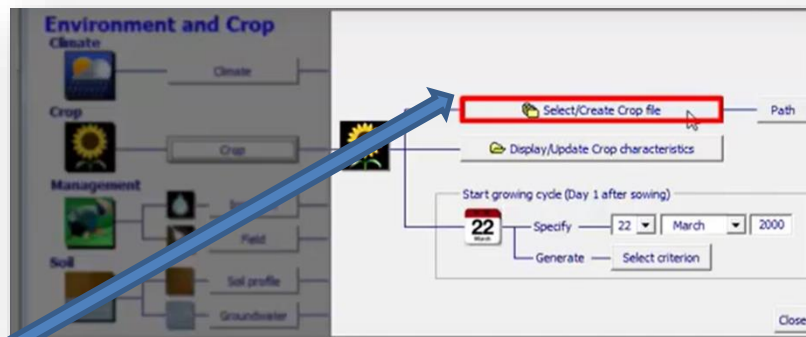 Environment and Crop
Climate
Climate
Crop
Crop
Management
Field
Soil
Soil profile
Groundwater
Select/Create Crop file
Path
Display/Update Crop characteristics
Start growing cycle (Day 1 after sowing)
22
March
Specify
22
March
2000
Generate
Select criterion
Close